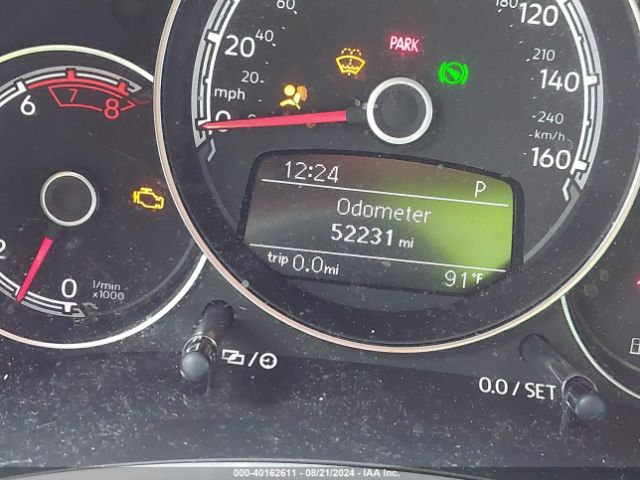 60
180
120
20
40
PARK
210
140
20
mph
0
240
km/h
160
6
7
8
12:24
P
Odometer
52231 mi
trip 0.0mi
91°F
2
0
1/min
x1000
0.0 / SET
000-40162611 - 08/21/2024 - IAA Inc.